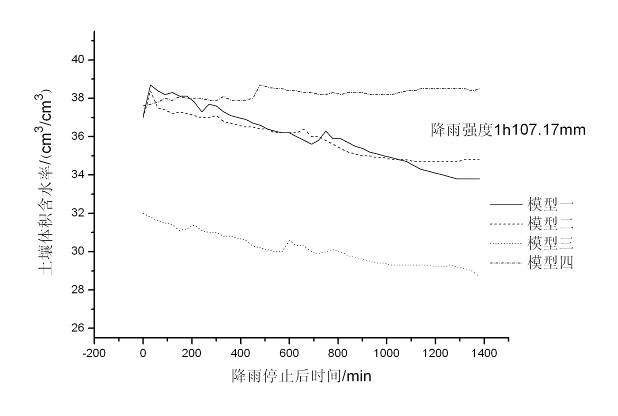 40
38
36
34
32
30
28
26
土壤体积含水率/(cm³/cm³)
降雨强度1h107.17mm
模型一
模型二
模型三
模型四
-200 0 200 400 600 800 1000 1200 1400
降雨停止后时间/min